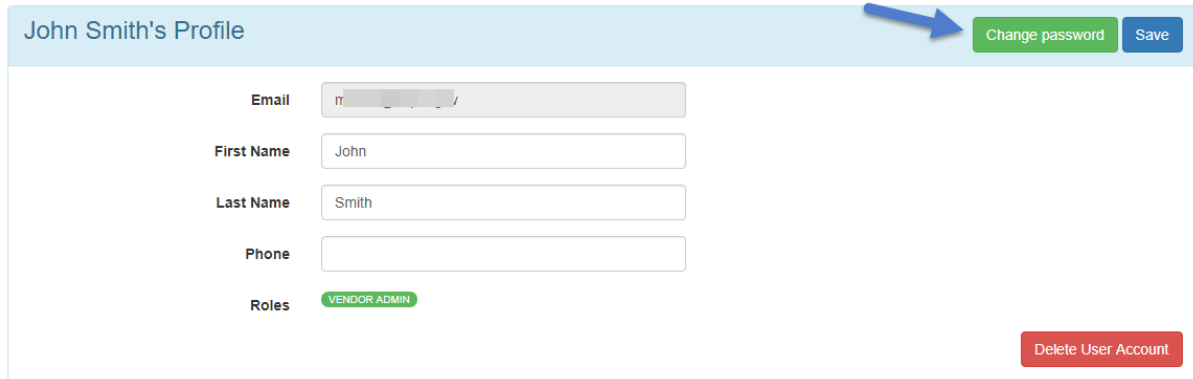 John Smith's Profile
Change password
Save
Email
First Name
John
Last Name
Smith
Phone
Roles
VENDOR ADMIN
Delete User Account